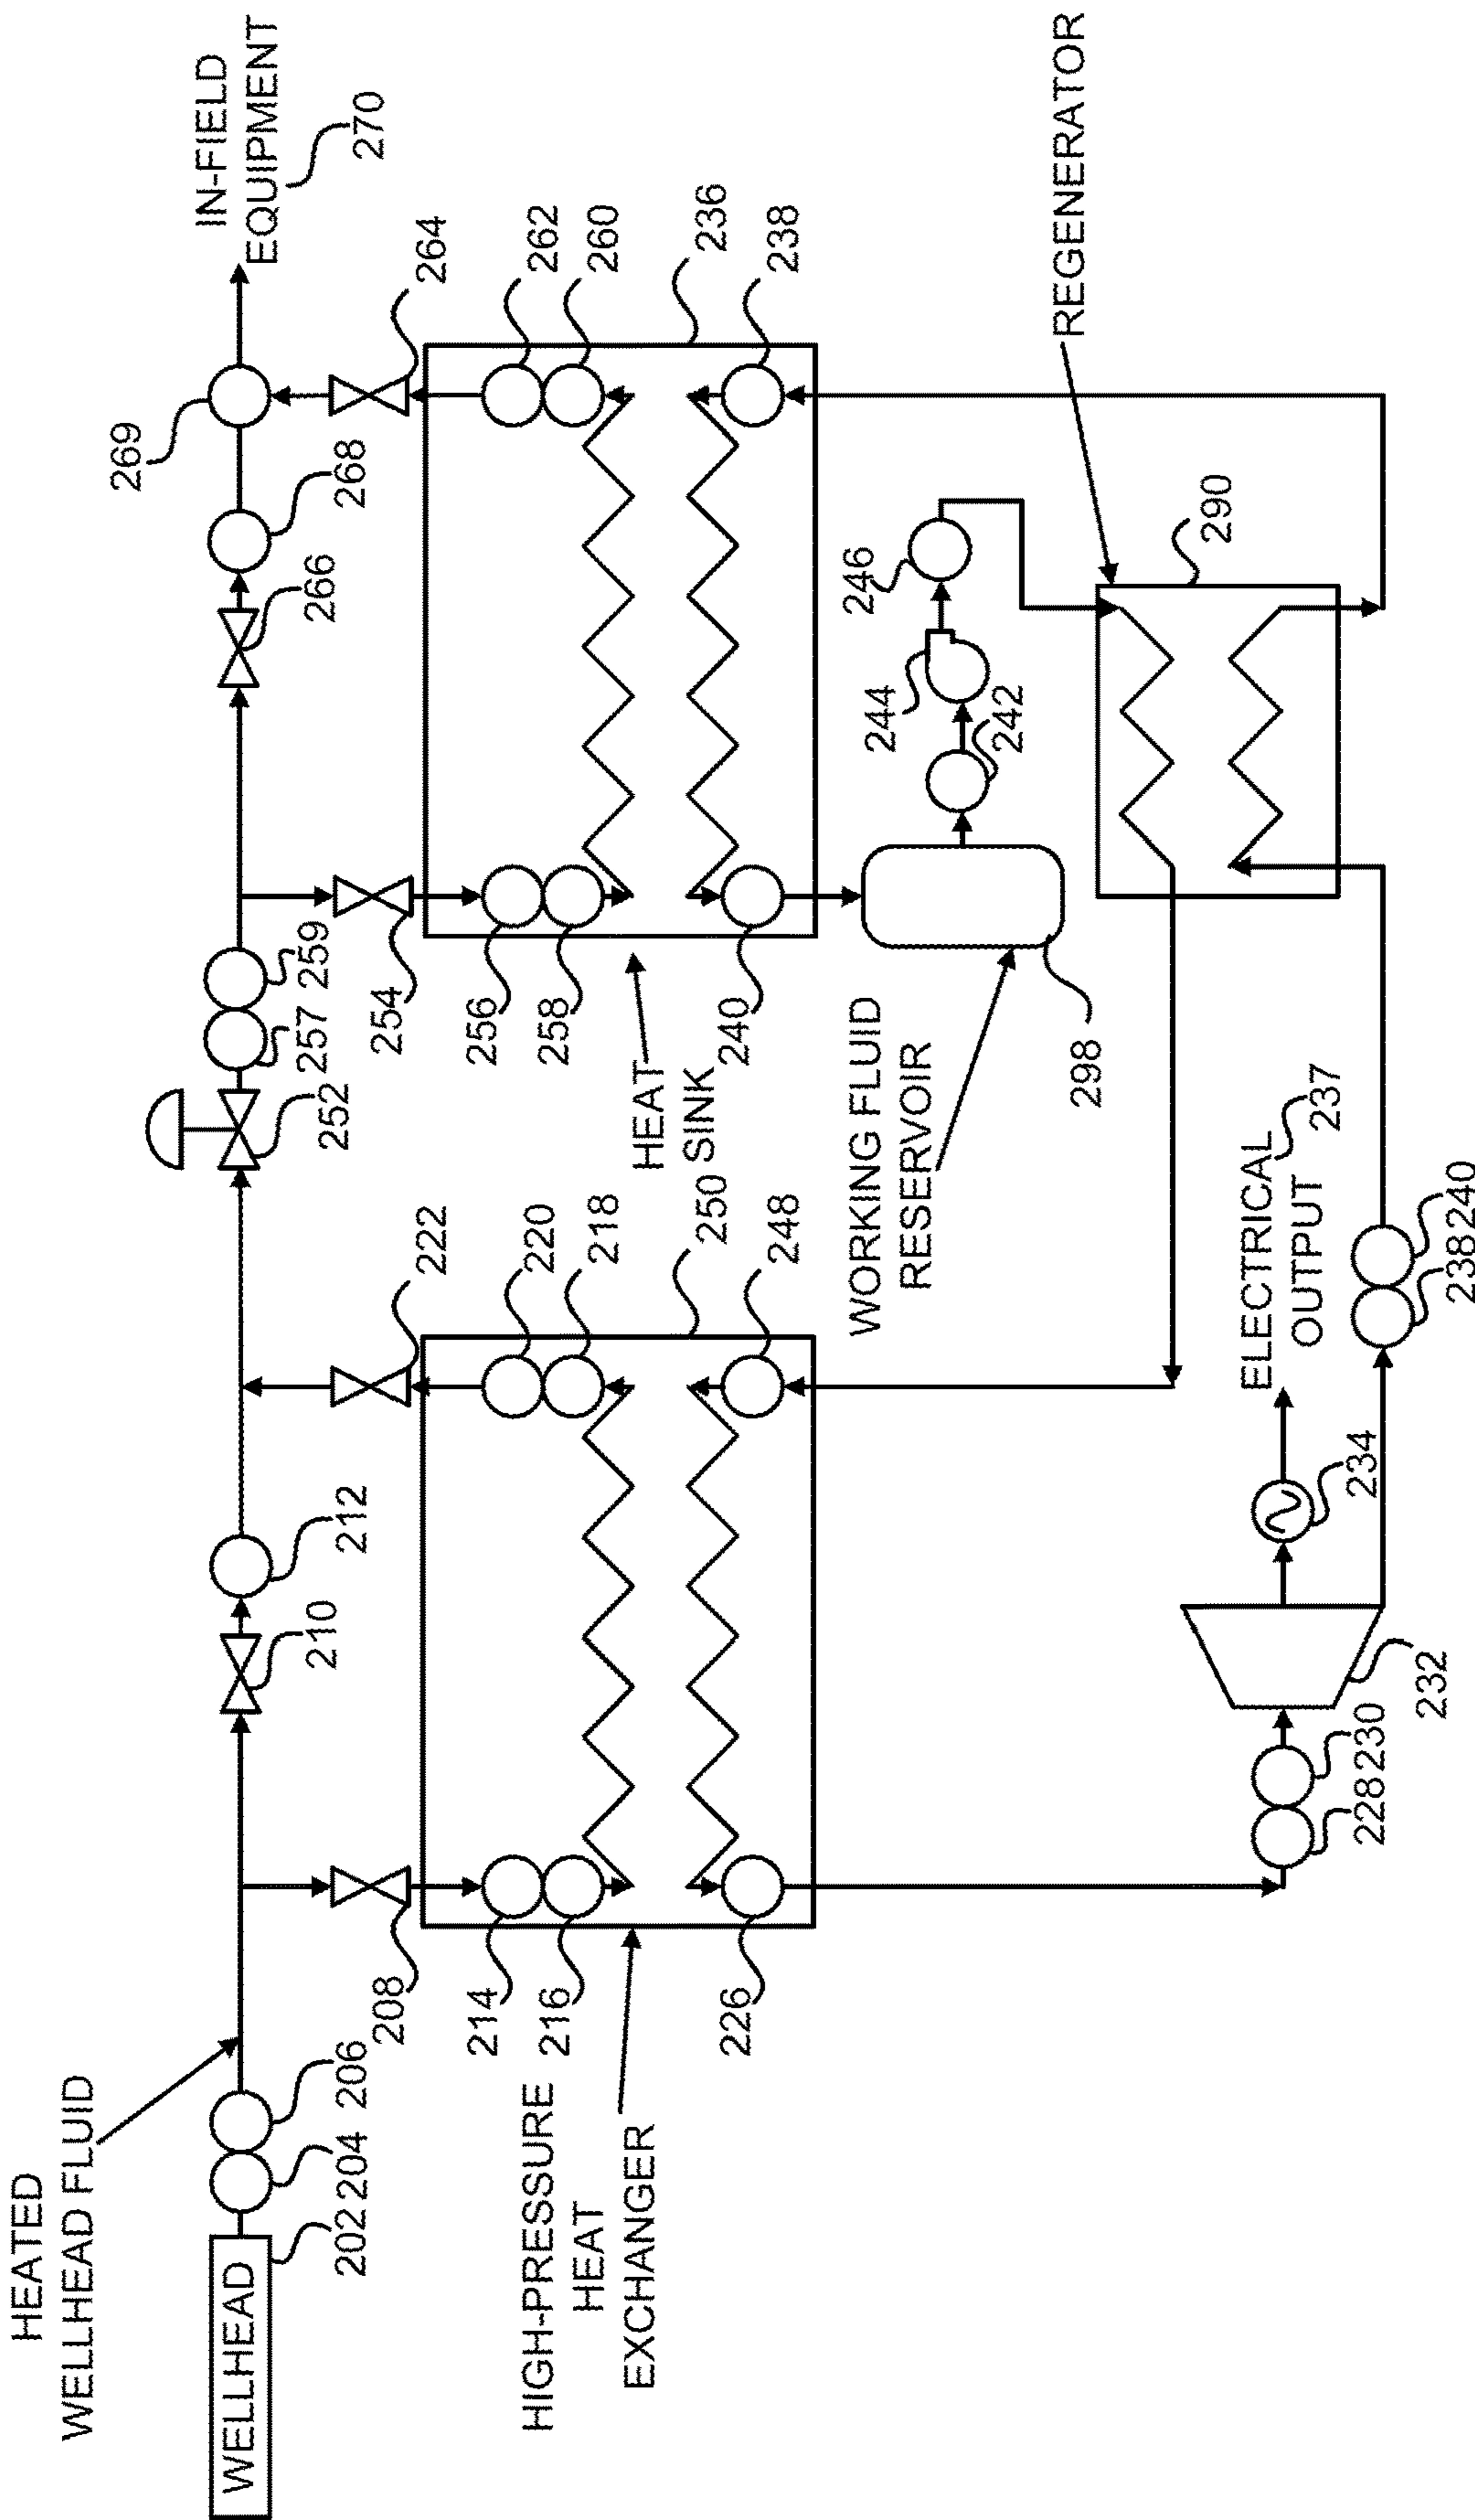 HEATED
WELLHEAD FLUID
WELLHEAD
202
204
206
208
210
212
222
252
257
259
254
266
268
269
264
IN-FIELD
EQUIPMENT
270
HIGH-PRESSURE
HEAT
EXCHANGER
214
216
226
220
218
250
248
HEAT
SINK
256
258
240
262
260
236
238
WORKING FLUID
RESERVOIR
298
242
244
246
REGENERATOR
290
228
230
232
234
ELECTRICAL
OUTPUT
237
238
240